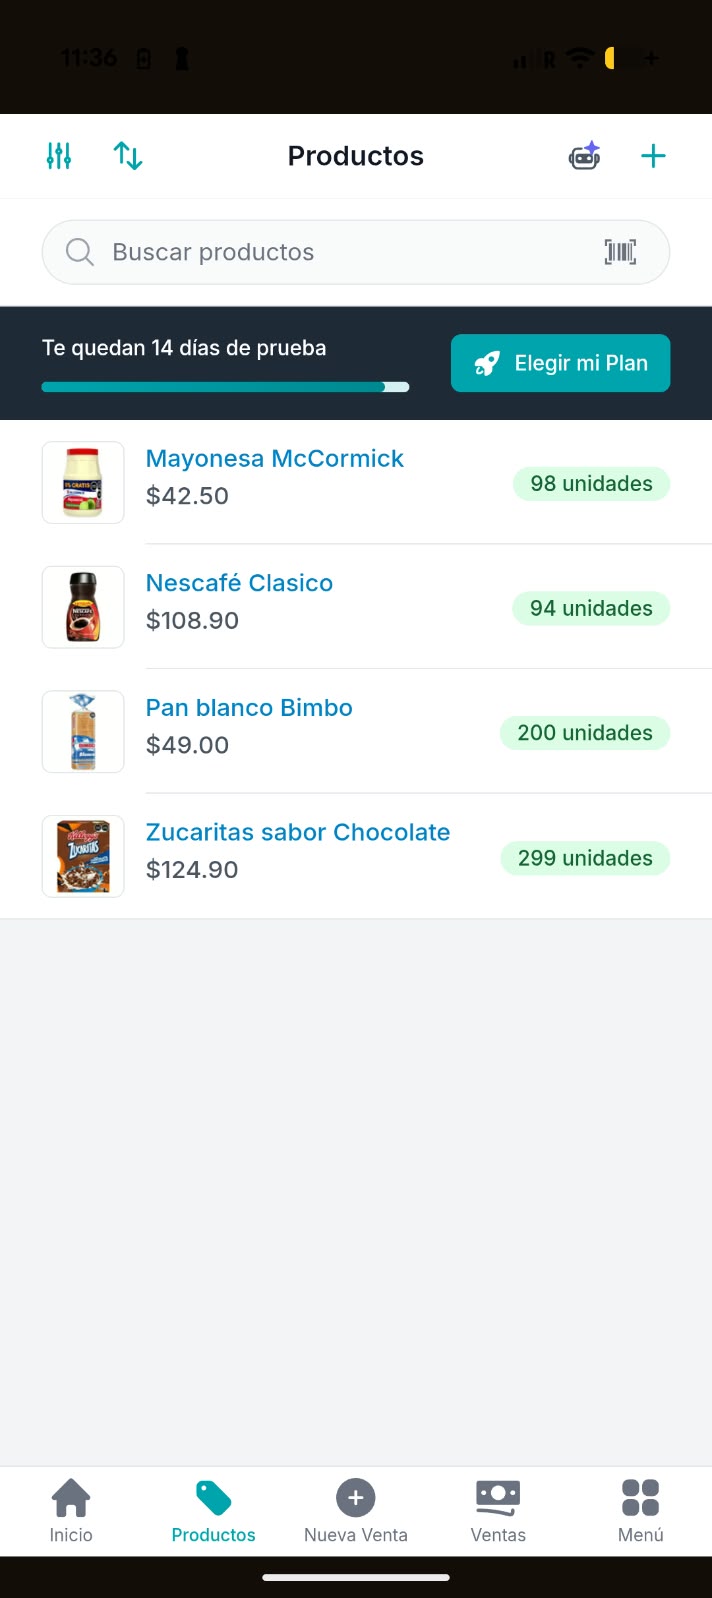 11:36
R
Productos
Buscar productos
Te quedan 14 días de prueba
Elegir mi Plan
Mayonesa McCormick
$42.50
98 unidades
Nescafé Clasico
$108.90
94 unidades
Pan blanco Bimbo
$49.00
200 unidades
Zucaritas sabor Chocolate
$124.90
299 unidades
Inicio
Productos
Nueva Venta
Ventas
Menú